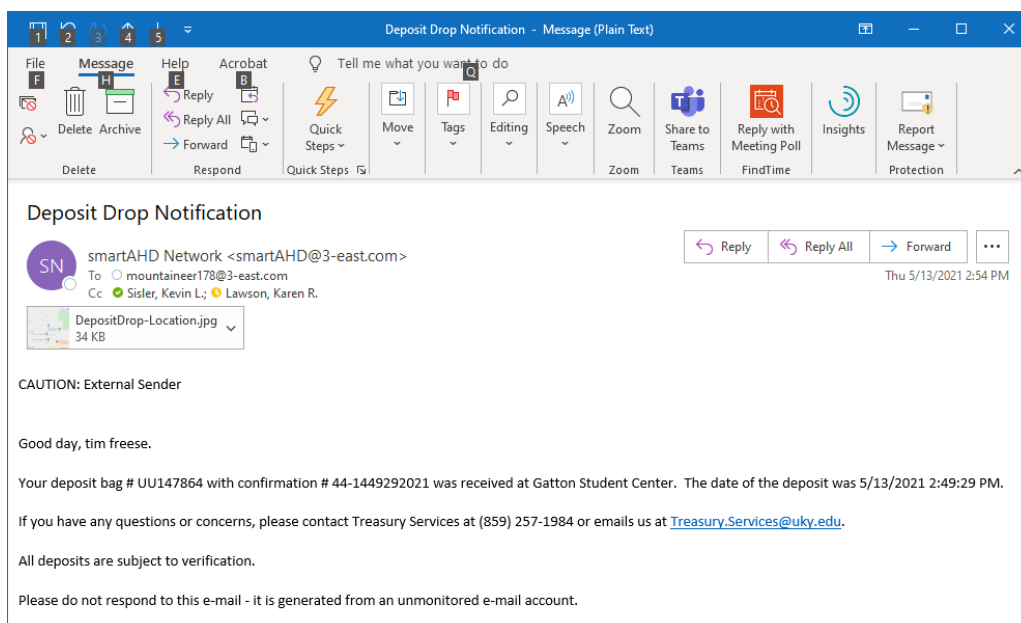 1 2 3 4 5
Deposit Drop Notification - Message (Plain Text)
File Message Help Acrobat Tell me what you want to do
F H E B Q
Delete Archive
Reply
Reply All
Forward
Quick Steps
Move
Tags
Editing
Speech
Zoom
Share to Teams
Reply with Meeting Poll
Insights
Report Message
Delete Respond Quick Steps Zoom Teams FindTime Protection
Deposit Drop Notification
SN
smartAHD Network <smartAHD@3-east.com>
To mountaineer178@3-east.com
Cc Sisler, Kevin L.; Lawson, Karen R.
Reply Reply All Forward ...
Thu 5/13/2021 2:54 PM
DepositDrop-Location.jpg
34 KB
CAUTION: External Sender
Good day, tim freese.
Your deposit bag # UU147864 with confirmation # 44-1449292021 was received at Gatton Student Center. The date of the deposit was 5/13/2021 2:49:29 PM.
If you have any questions or concerns, please contact Treasury Services at (859) 257-1984 or emails us at Treasury.Services@uky.edu.
All deposits are subject to verification.
Please do not respond to this e-mail - it is generated from an unmonitored e-mail account.